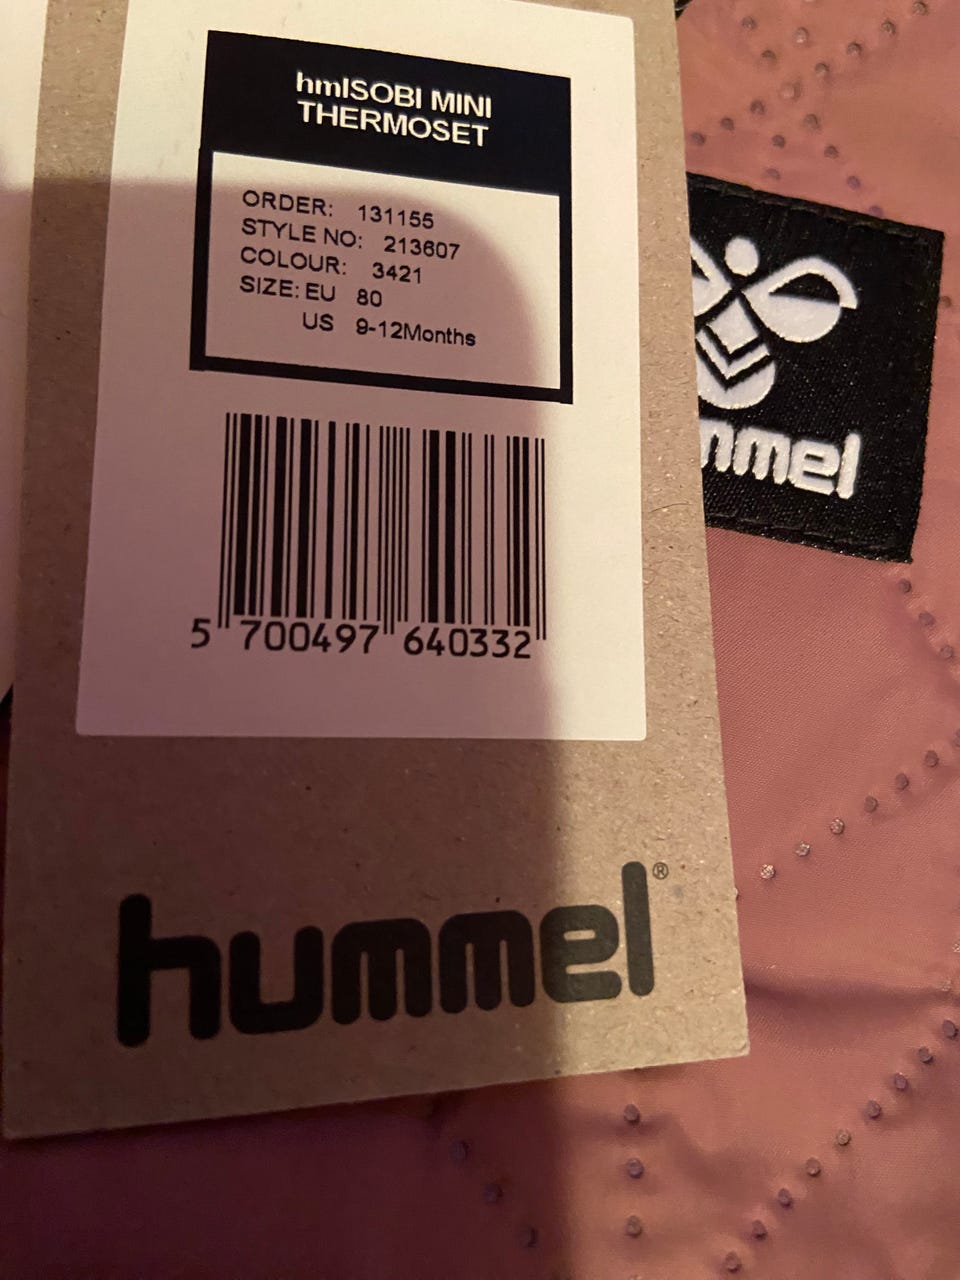 hmlSOBI MINI
THERMOSET
ORDER: 131155
STYLE NO: 213607
COLOUR: 3421
SIZE: EU 80
US 9-12Months
5 700497 640332
hummel®
mmel